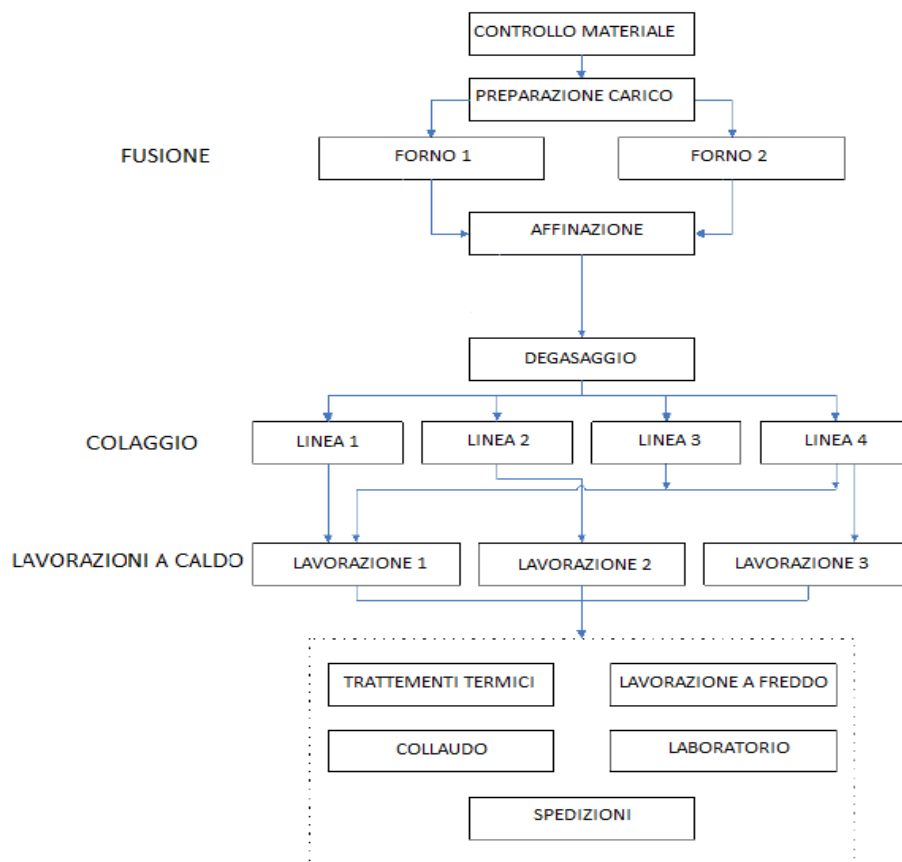 CONTROLLO MATERIALE
PREPARAZIONE CARICO
FUSIONE
FORNO 1
FORNO 2
AFFINAZIONE
DEGASAGGIO
COLAGGIO
LINEA 1
LINEA 2
LINEA 3
LINEA 4
LAVORAZIONI A CALDO
LAVORAZIONE 1
LAVORAZIONE 2
LAVORAZIONE 3
TRATTEMENTI TERMICI
LAVORAZIONE A FREDDO
COLLAUDO
LABORATORIO
SPEDIZIONI